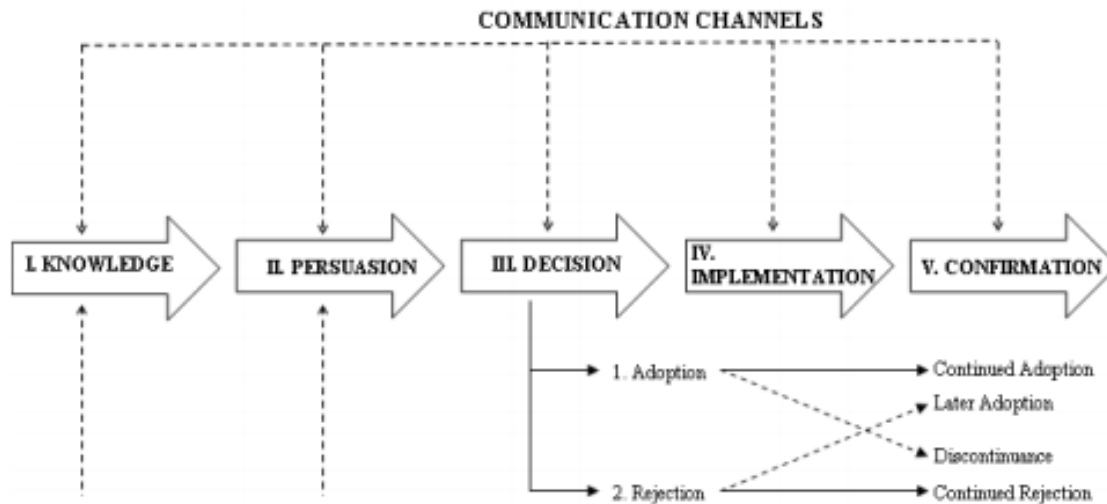 COMMUNICATION CHANNELS
I. KNOWLEDGE
II. PERSUASION
III. DECISION
IV.
IMPLEMENTATION
V. CONFIRMATION
1. Adoption
Continued Adoption
Later Adoption
Discontinuance
2. Rejection
Continued Rejection